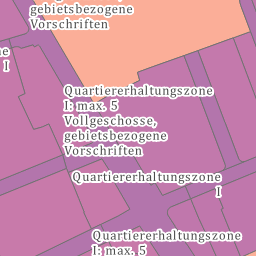 gebietsbezogene
Vorschriften
I
Quartiererhaltungszone
I: max. 5
Vollgeschosse,
gebietsbezogene
Vorschriften
Quartiererhaltungszone
I
Quartiererhaltungszone
I: max. 5